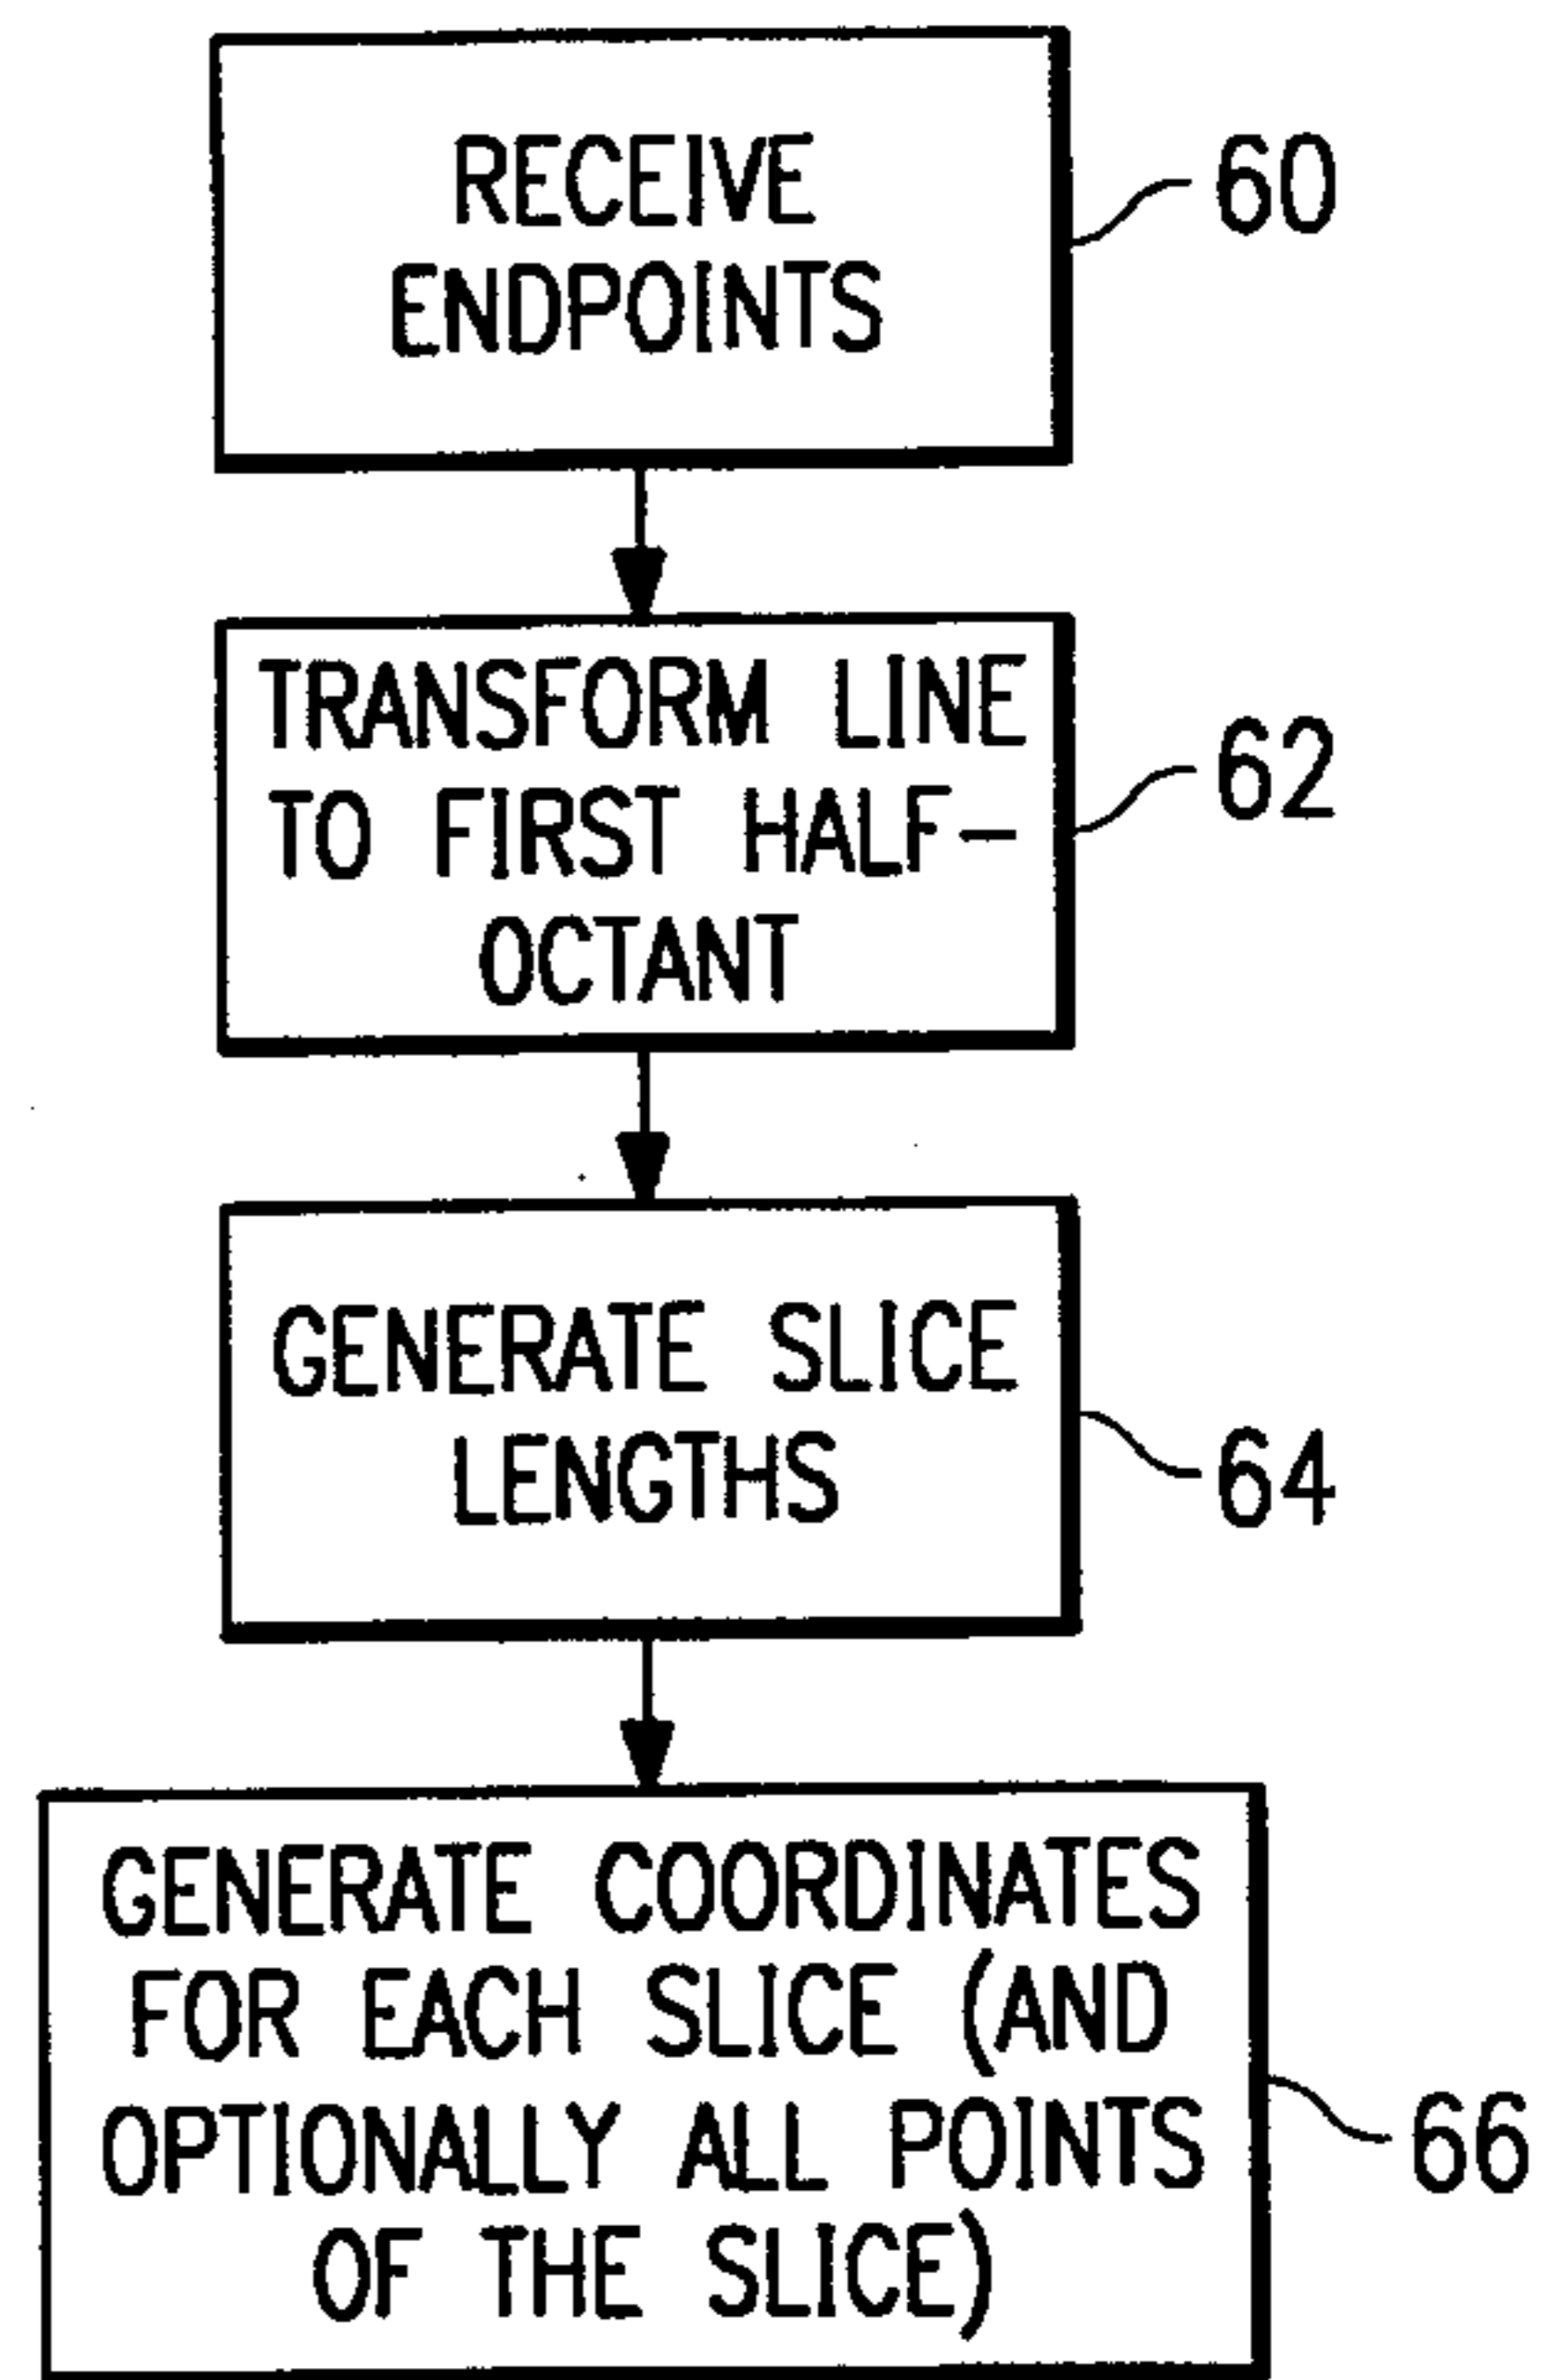 RECEIVE
ENDPOINTS
60
TRANSFORM LINE
TO FIRST HALF-
OCTANT
62
GENERATE SLICE
LENGTHS
64
GENERATE COORDINATES
FOR EACH SLICE (AND
OPTIONALLY ALL POINTS
OF THE SLICE)
66